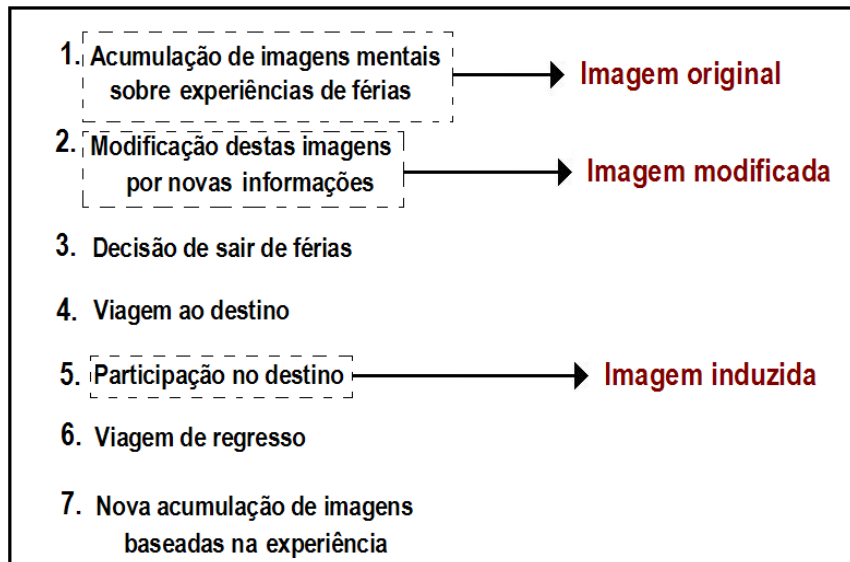 1. Acumulação de imagens mentais
sobre experiências de férias
Imagem original
2. Modificação destas imagens
por novas informações
Imagem modificada
3. Decisão de sair de férias
4. Viagem ao destino
5. Participação no destino
Imagem induzida
6. Viagem de regresso
7. Nova acumulação de imagens
baseadas na experiência